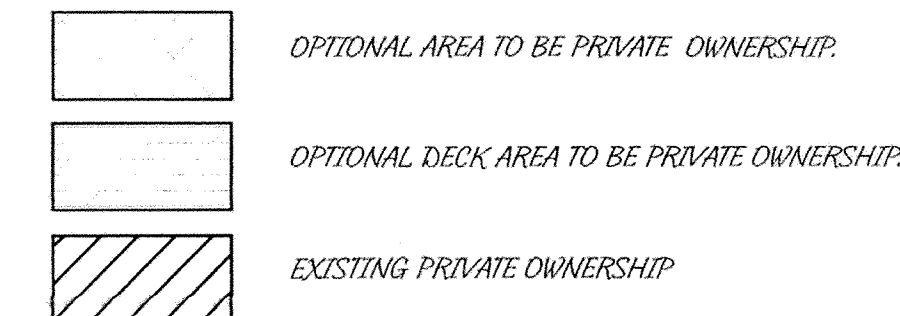 OPTIONAL AREA TO BE PRIVATE OWNERSHIP.
OPTIONAL DECK AREA TO BE PRIVATE OWNERSHIP.
EXISTING PRIVATE OWNERSHIP